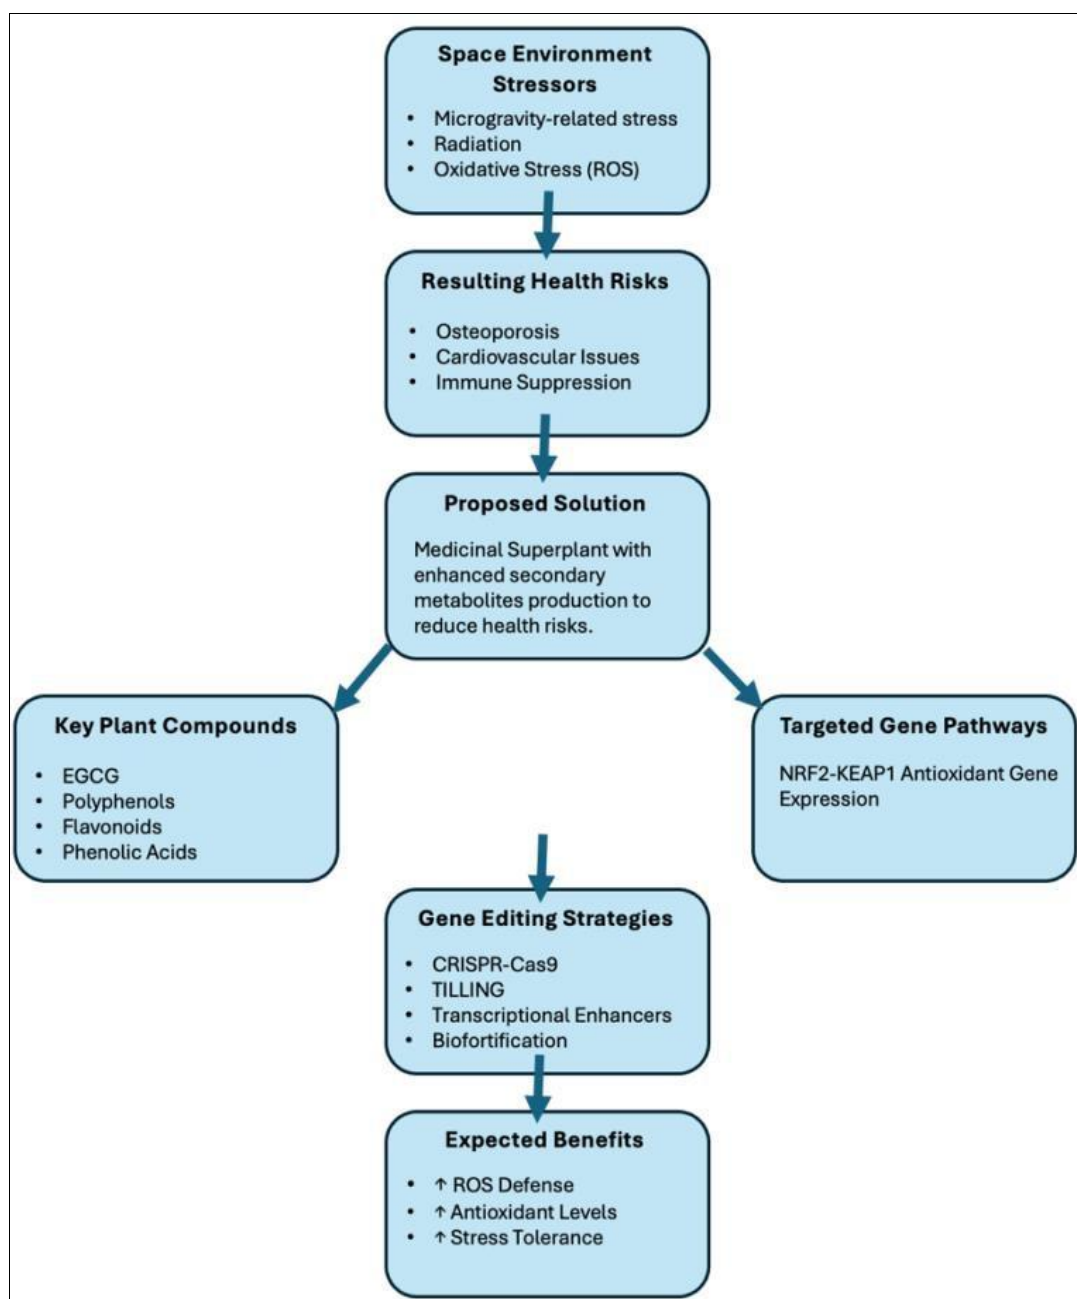 Space Environment
Stressors
• Microgravity-related stress
• Radiation
• Oxidative Stress (ROS)
Resulting Health Risks
• Osteoporosis
• Cardiovascular Issues
• Immune Suppression
Proposed Solution
Medicinal Superplant with
enhanced secondary
metabolites production to
reduce health risks.
Key Plant Compounds
• EGCG
• Polyphenols
• Flavonoids
• Phenolic Acids
Targeted Gene Pathways
NRF2-KEAP1 Antioxidant Gene
Expression
Gene Editing Strategies
• CRISPR-Cas9
• TILLING
• Transcriptional Enhancers
• Biofortification
Expected Benefits
• ↑ ROS Defense
• ↑ Antioxidant Levels
• ↑ Stress Tolerance